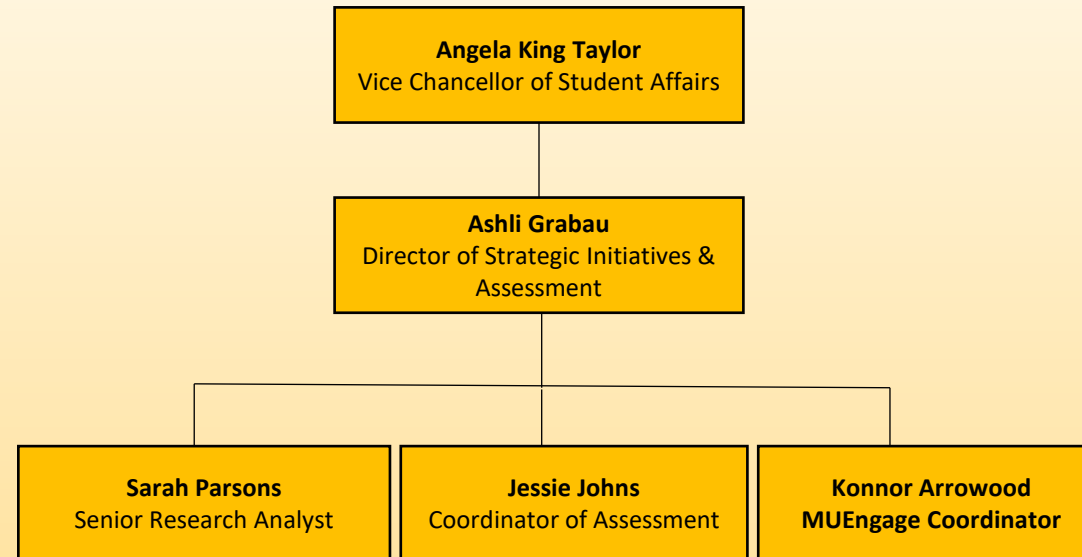 Angela King Taylor
Vice Chancellor of Student Affairs
Ashli Grabau
Director of Strategic Initiatives &
Assessment
Sarah Parsons
Senior Research Analyst
Jessie Johns
Coordinator of Assessment
Konnor Arrowood
MUEngage Coordinator